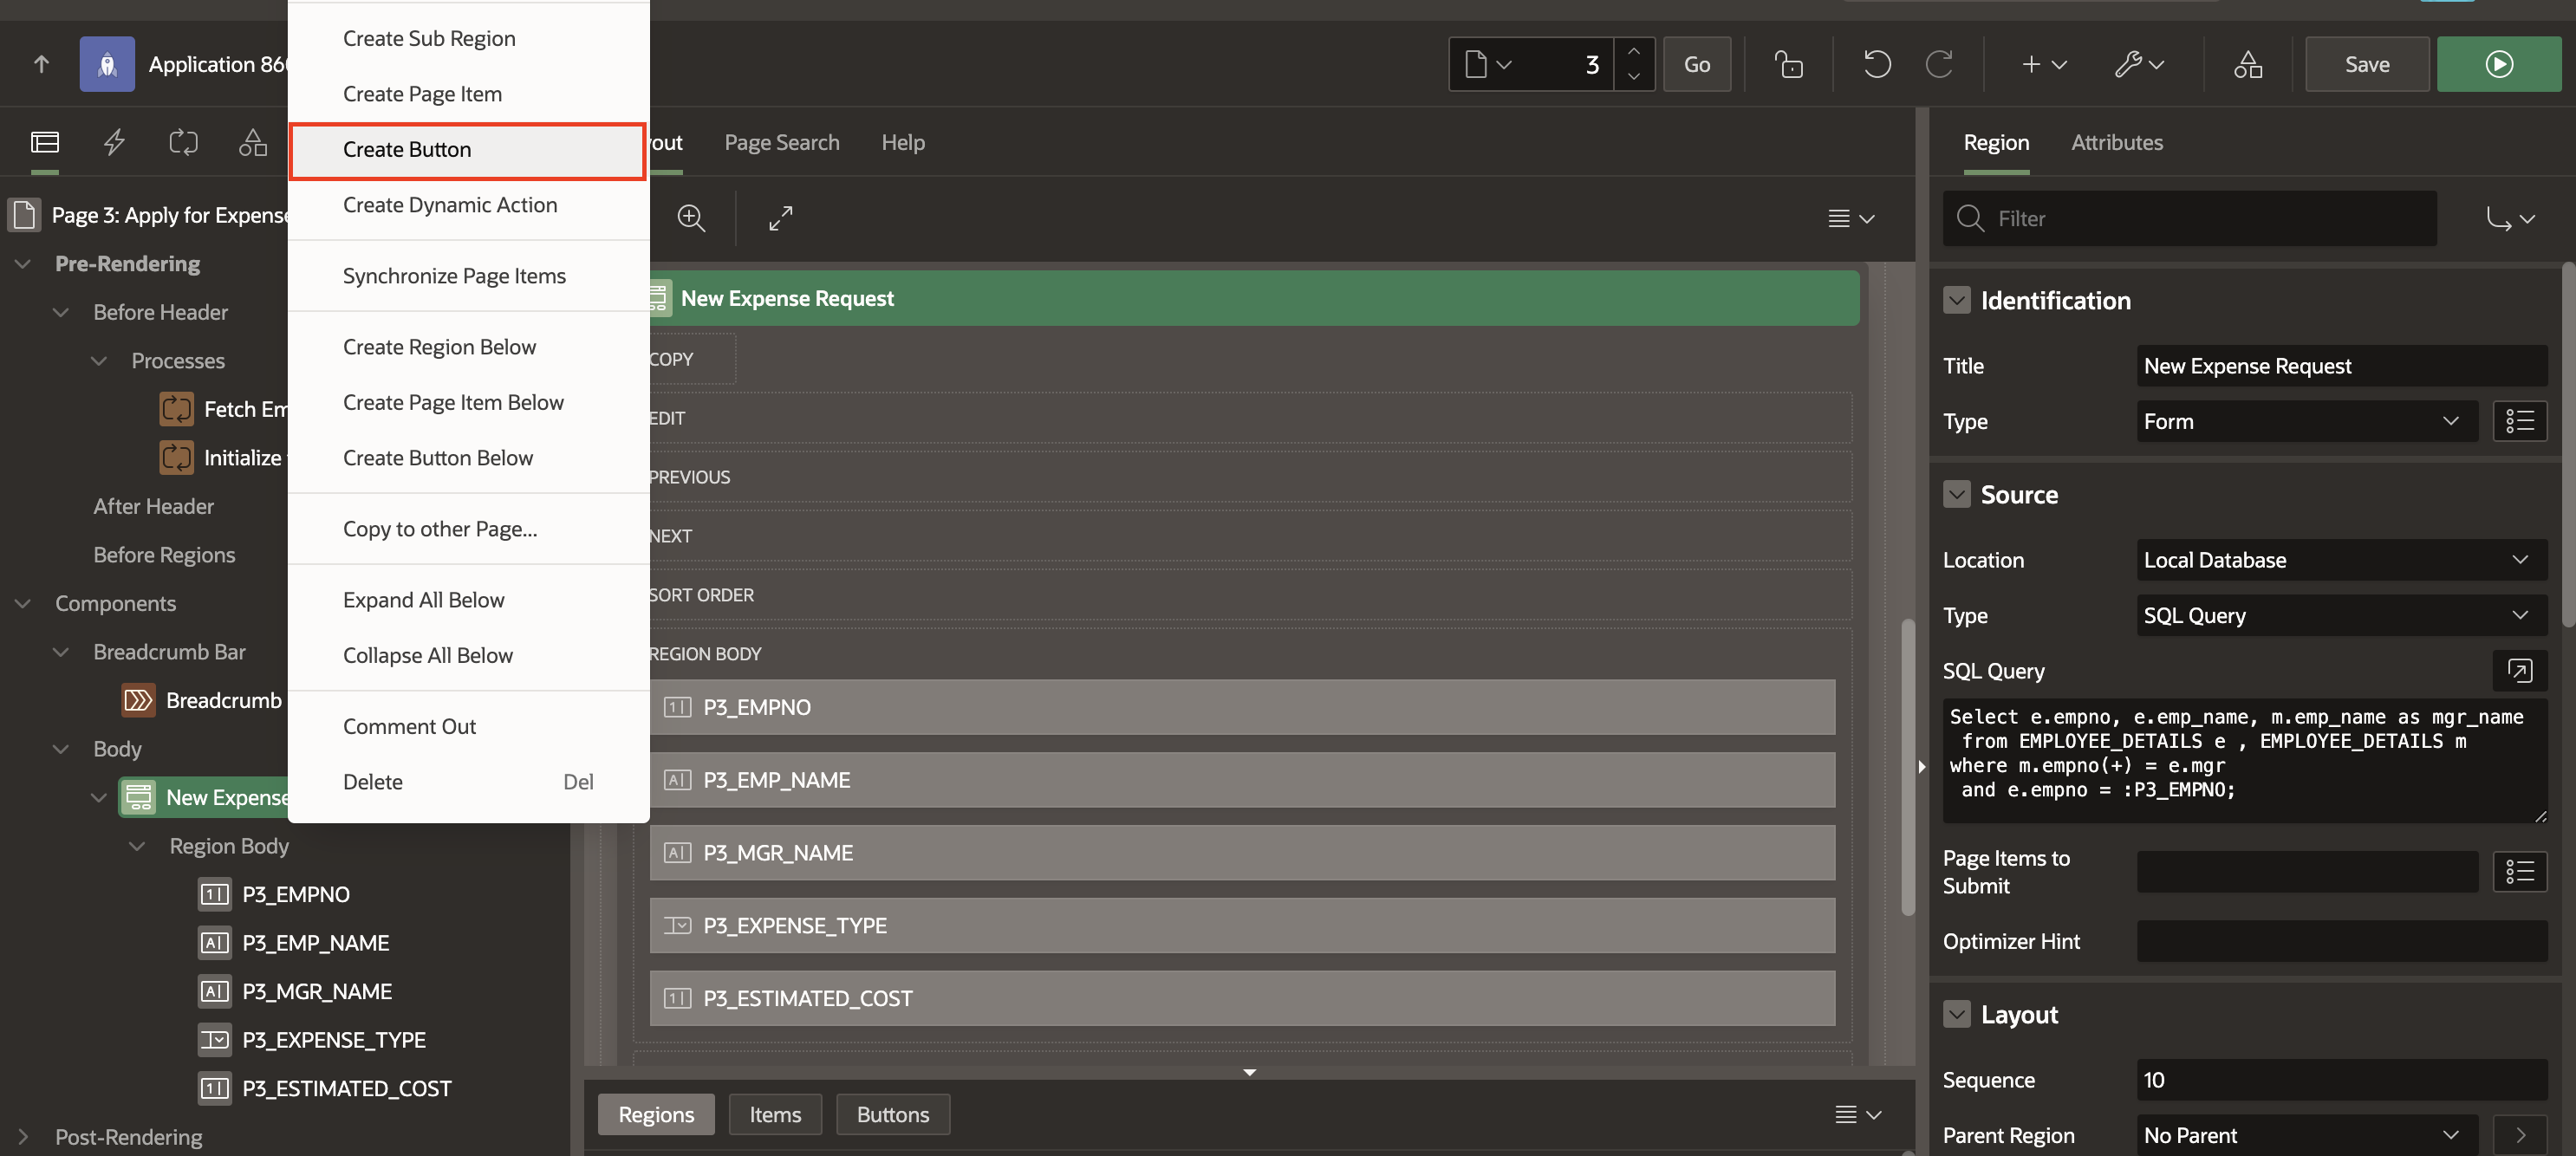 Application 86
3
Go
Save
Create Sub Region
Create Page Item
Create Button
Create Dynamic Action
Synchronize Page Items
Create Region Below
Create Page Item Below
Create Button Below
Copy to other Page...
Expand All Below
Collapse All Below
Comment Out
Delete Del
Page 3: Apply for Expense
Pre-Rendering
Before Header
Processes
Fetch Em
Initialize
After Header
Before Regions
Components
Breadcrumb Bar
Breadcrumb
Body
New Expense
Region Body
P3_EMPNO
P3_EMP_NAME
P3_MGR_NAME
P3_EXPENSE_TYPE
P3_ESTIMATED_COST
Post-Rendering
out
Page Search
Help
New Expense Request
COPY
EDIT
PREVIOUS
NEXT
SORT ORDER
REGION BODY
P3_EMPNO
P3_EMP_NAME
P3_MGR_NAME
P3_EXPENSE_TYPE
P3_ESTIMATED_COST
Regions
Items
Buttons
Region
Attributes
Filter
Identification
Title New Expense Request
Type Form
Source
Location Local Database
Type SQL Query
SQL Query
Select e.empno, e.emp_name, m.emp_name as mgr_name
from EMPLOYEE_DETAILS e , EMPLOYEE_DETAILS m
where m.empno(+) = e.mgr
and e.empno = :P3_EMPNO;
Page Items to
Submit
Optimizer Hint
Layout
Sequence 10
Parent Region No Parent